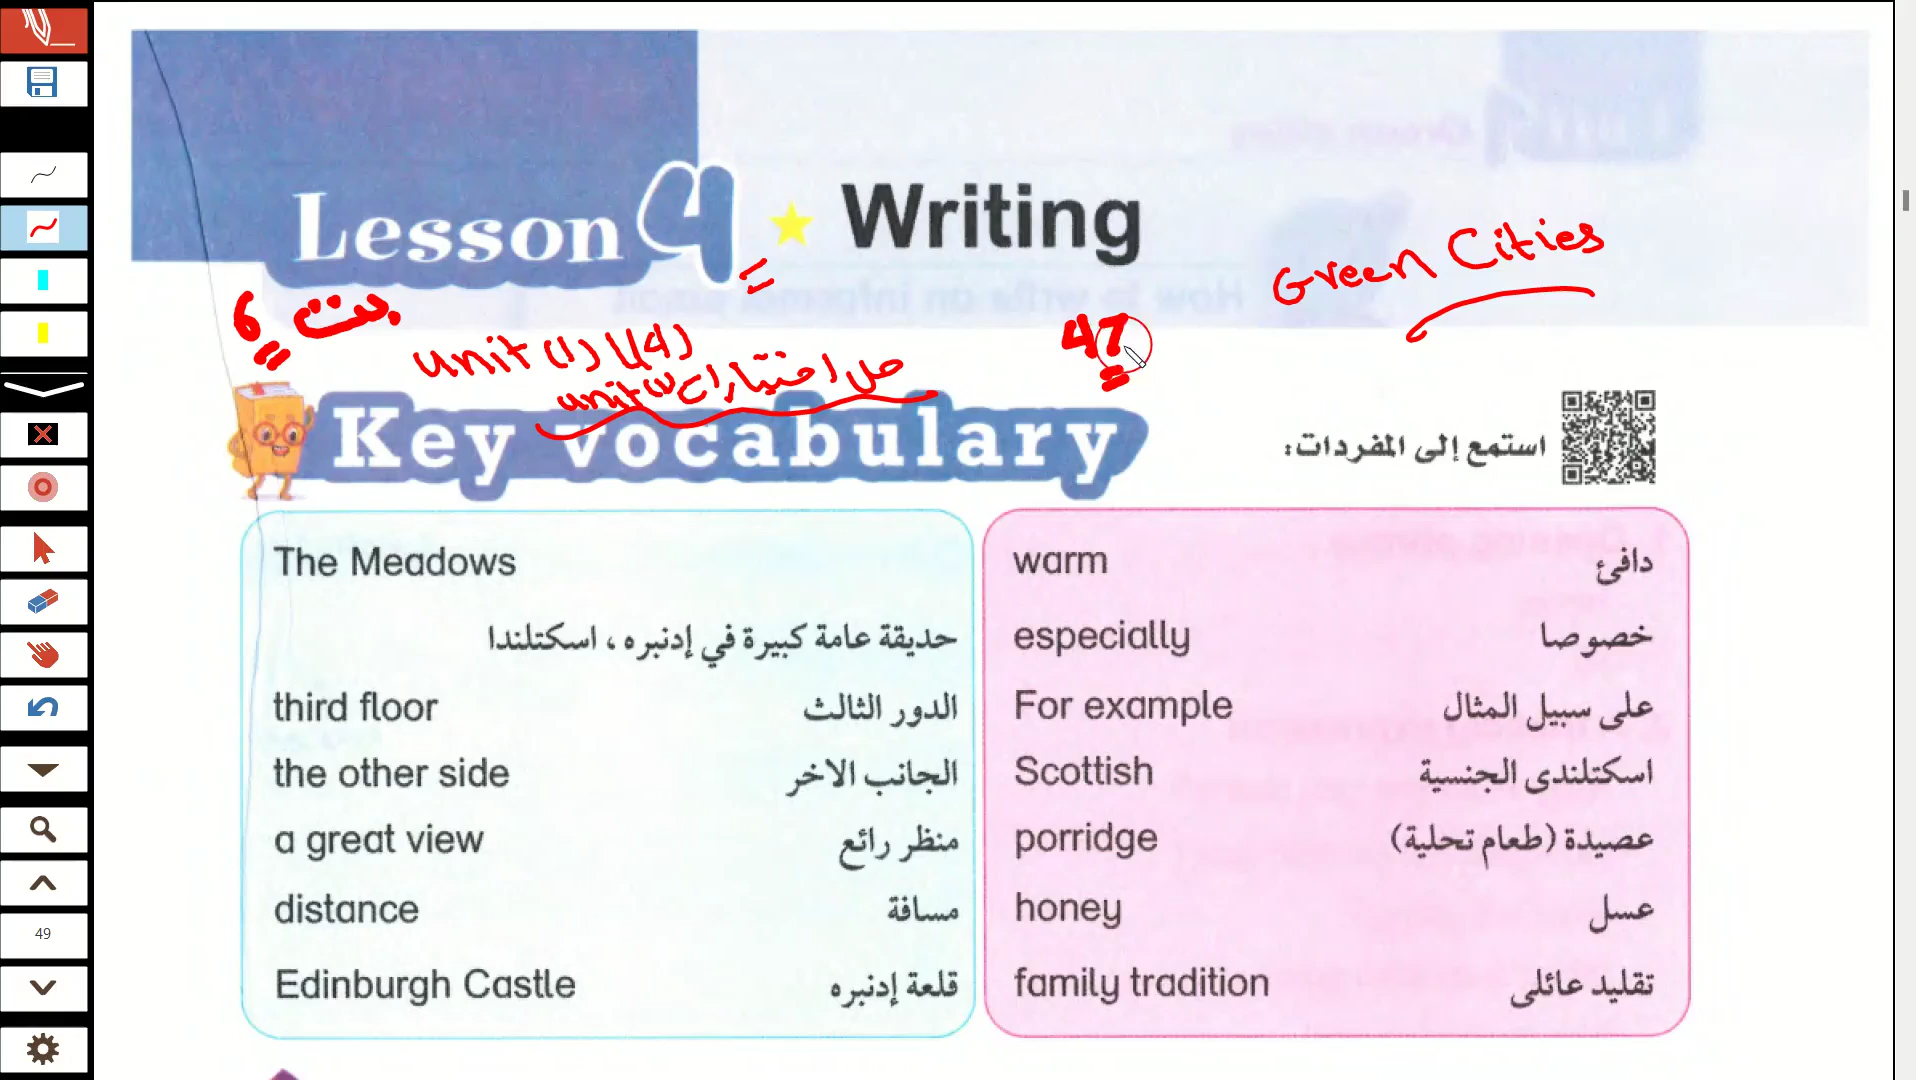 Lesson 4 ★ Writing
Green Cities
6
unit (1)
47
unit (1) حل اختيارات
Key vocabulary
استمع إلى المفردات:
The Meadows
حديقة عامة كبيرة في إدنبره ، اسكتلندا
third floor الدور الثالث
the other side الجانب الاخر
a great view منظر رائع
distance مسافة
Edinburgh Castle قلعة إدنبره
warm دافئ
especially خصوصا
For example على سبيل المثال
Scottish اسكتلندى الجنسية
porridge عصيدة (طعام تحلية)
honey عسل
family tradition تقليد عائلى
49